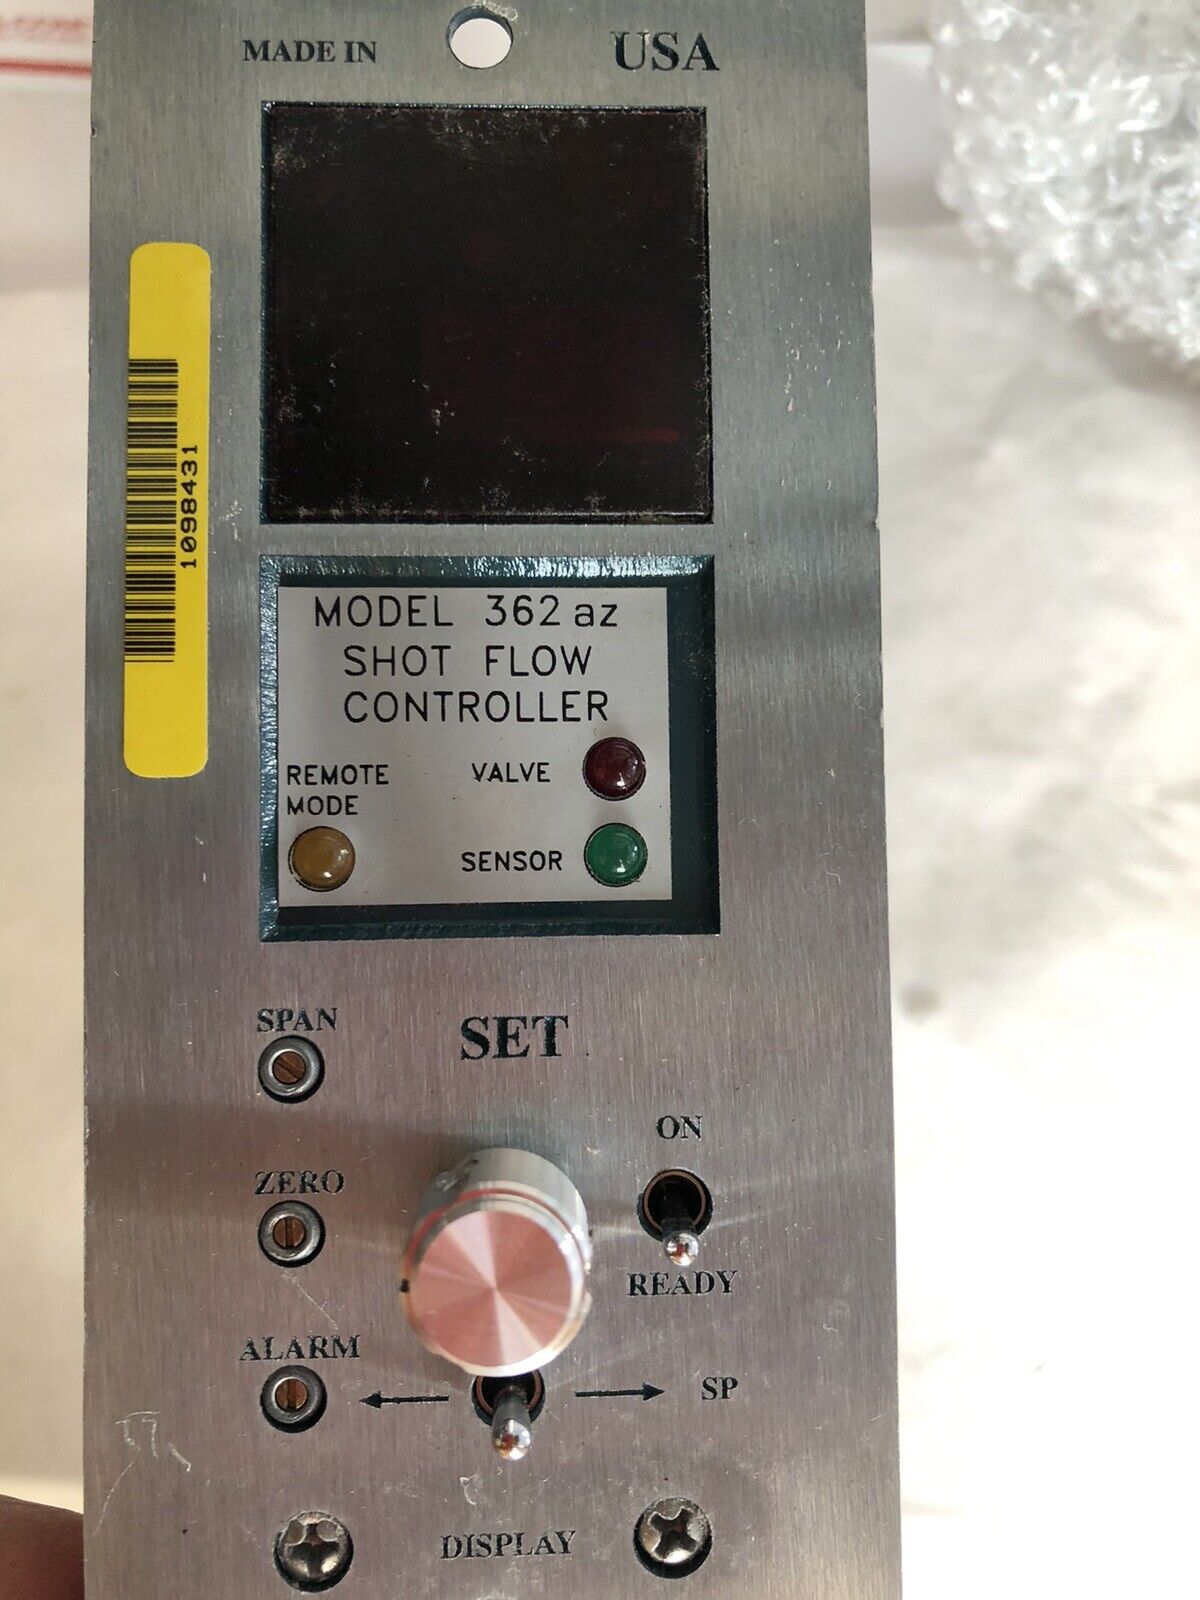 MADE IN USA
1098431
MODEL 362 az
SHOT FLOW
CONTROLLER
REMOTE
MODE
VALVE
SENSOR
SPAN
SET
ON
ZERO
READY
ALARM
SP
DISPLAY